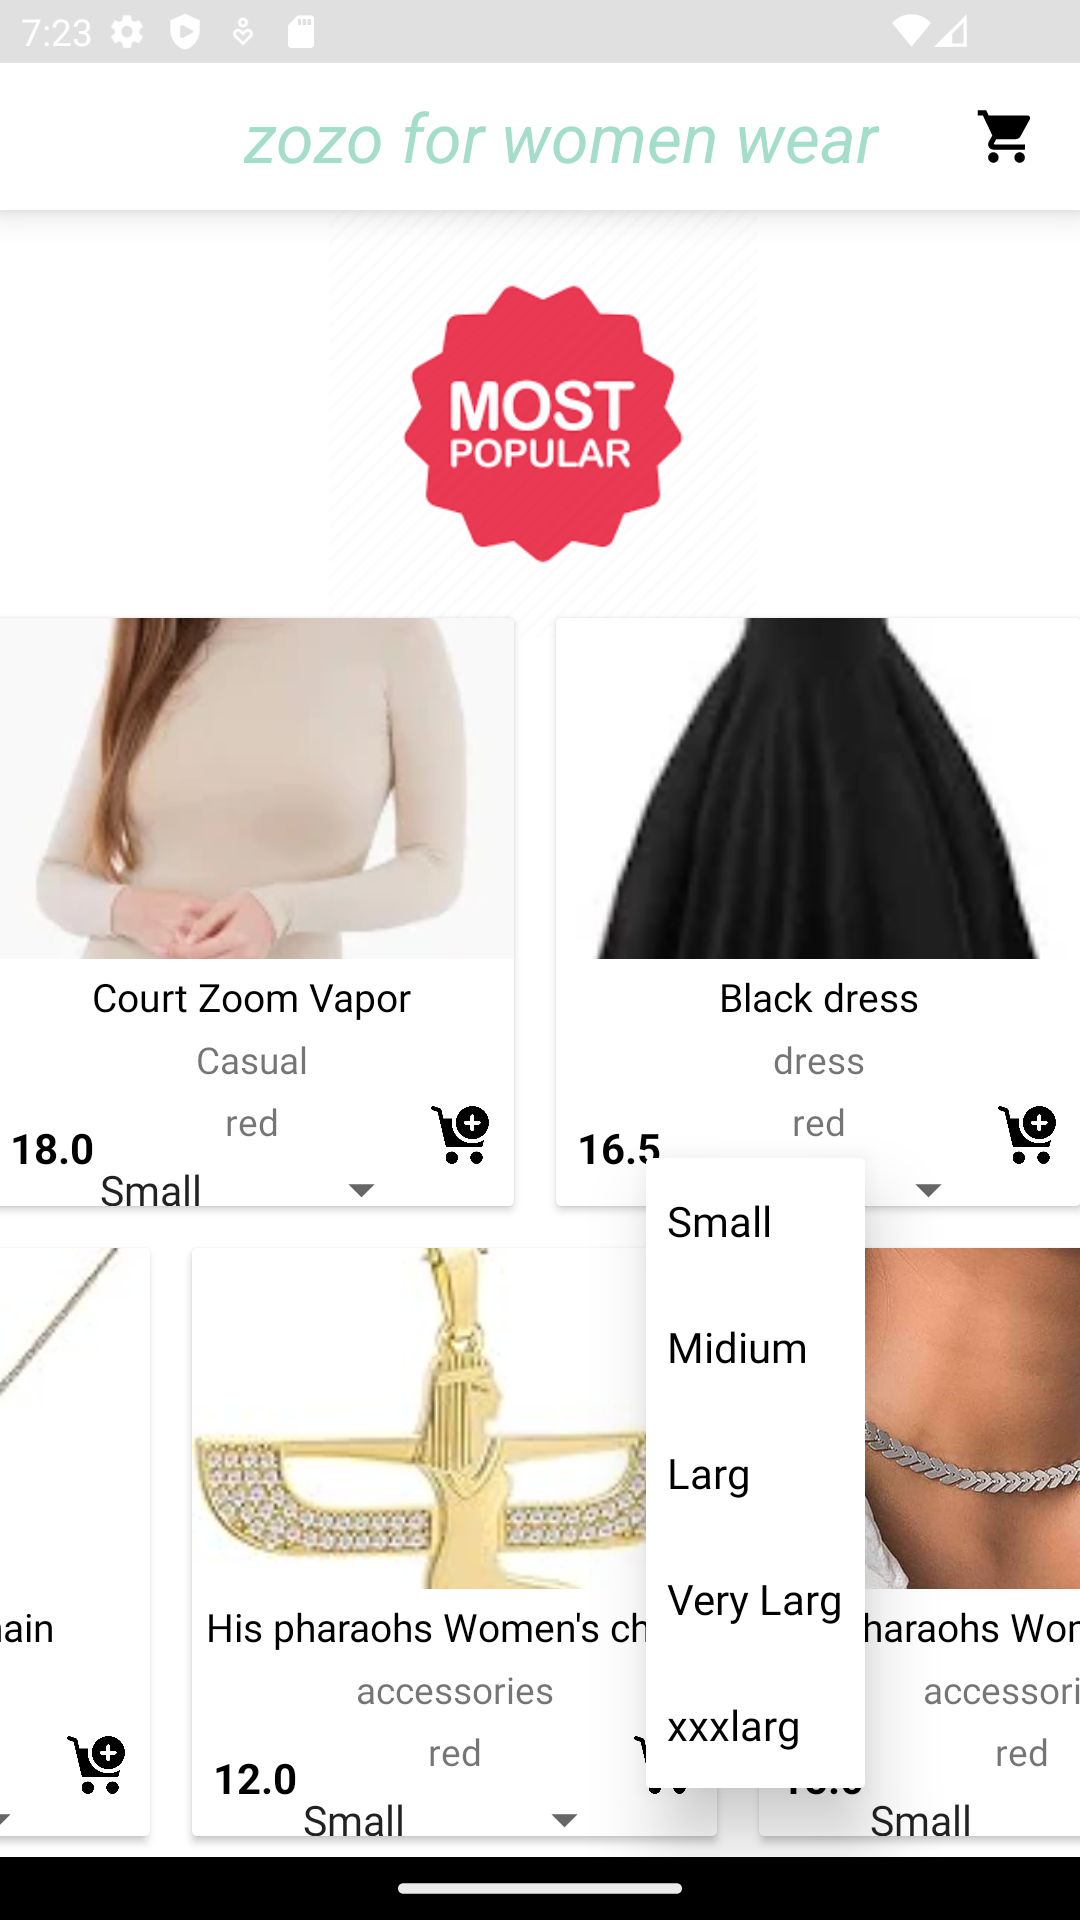 7:23
zozo for women wear
MOST
POPULAR
Court Zoom Vapor
Casual
red
18.0
Small
Black dress
dress
red
16.5
Small
Midium
Larg
Very Larg
xxxlarg
ain
His pharaohs Women's ch
accessories
red
12.0
Small
haraohs Wor
accessori
red
Small